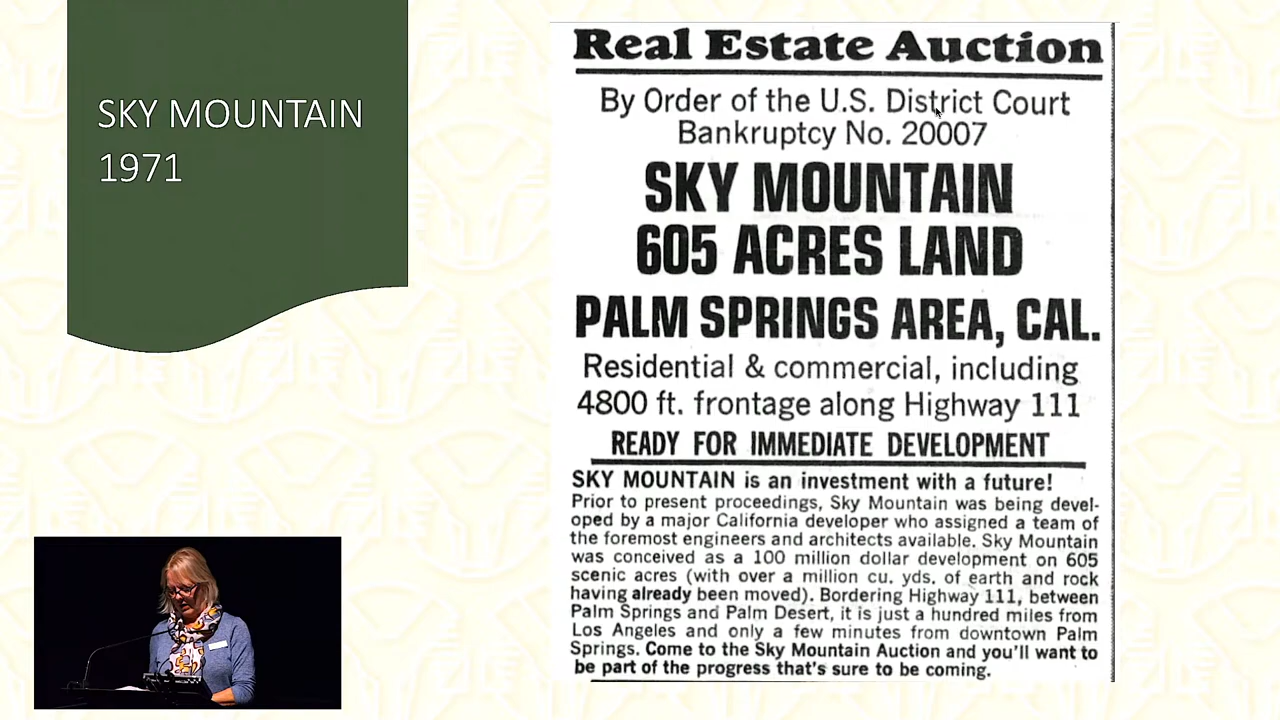 SKY MOUNTAIN
1971
Real Estate Auction
By Order of the U.S. District Court
Bankruptcy No. 20007
SKY MOUNTAIN
605 ACRES LAND
PALM SPRINGS AREA, CAL.
Residential & commercial, including
4800 ft. frontage along Highway 111
READY FOR IMMEDIATE DEVELOPMENT
SKY MOUNTAIN is an investment with a future!
Prior to present proceedings, Sky Mountain was being devel-
oped by a major California developer who assigned a team of
the foremost engineers and architects available. Sky Mountain
was conceived as a 100 million dollar development on 605
scenic acres (with over a million cu. yds. of earth and rock
having already been moved). Bordering Highway 111, between
Palm Springs and Palm Desert, it is just a hundred miles from
Los Angeles and only a few minutes from downtown Palm
Springs. Come to the Sky Mountain Auction and you'll want to
be part of the progress that's sure to be coming.